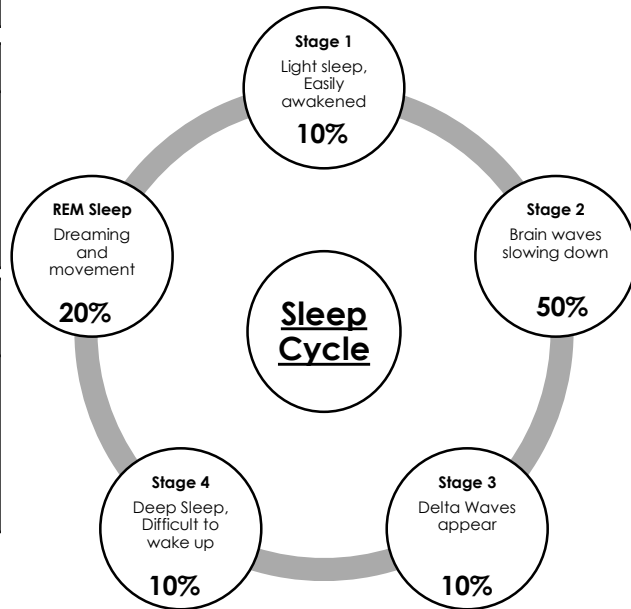 Stage 1
Light sleep,
Easily
awakened
10%
Stage 2
Brain waves
slowing down
50%
Stage 3
Delta Waves
appear
10%
Stage 4
Deep Sleep,
Difficult to
wake up
10%
REM Sleep
Dreaming
and
movement
20%
Sleep
Cycle